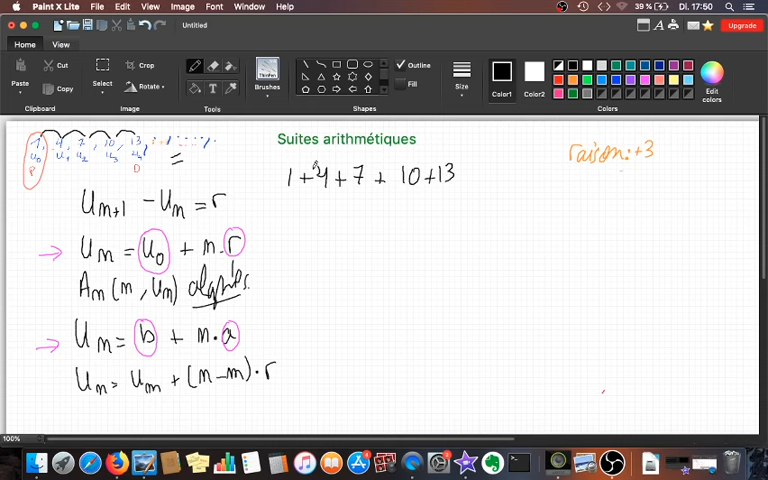 Paint X Lite File Edit View Image Font Window Help 39 % Di. 17:50
Untitled
Home View Upgrade
Paste Cut Copy Clipboard
Select Crop Rotate Image
Tools
Brushes
Shapes Outline Fill
Size
Color1 Color2 Edit colors Colors
1, 4, 7, 10, 13,
u0 u1 u2 u3 u4
P D
Suites arithmétiques
raison: +3
1+4+7+10+13
Un+1 - Un = r
→ Un = U0 + n·r
An(n, Un)
→ Un = b + n·a
Un = Um + (n-m)·r
100%